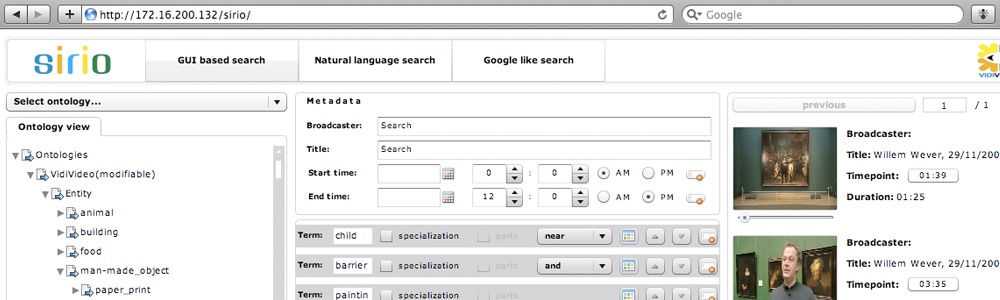 http://172.16.200.132/sirio/
Google
sirio
GUI based search
Natural language search
Google like search
Select ontology...
Ontology view
Ontologies
VidiVideo(modifiable)
Entity
animal
building
food
man-made_object
paper_print
Metadata
Broadcaster: Search
Title: Search
Start time: 0 : 0 AM PM
End time: 12 : 0 AM PM
Term: child specialization parts near
Term: barrier specialization parts and
Term: paintin specialization parts
previous 1 / 1
Broadcaster:
Title: Willem Wever, 29/11/200
Timepoint: 01:39
Duration: 01:25
Broadcaster:
Title: Willem Wever, 29/11/200
Timepoint: 03:35